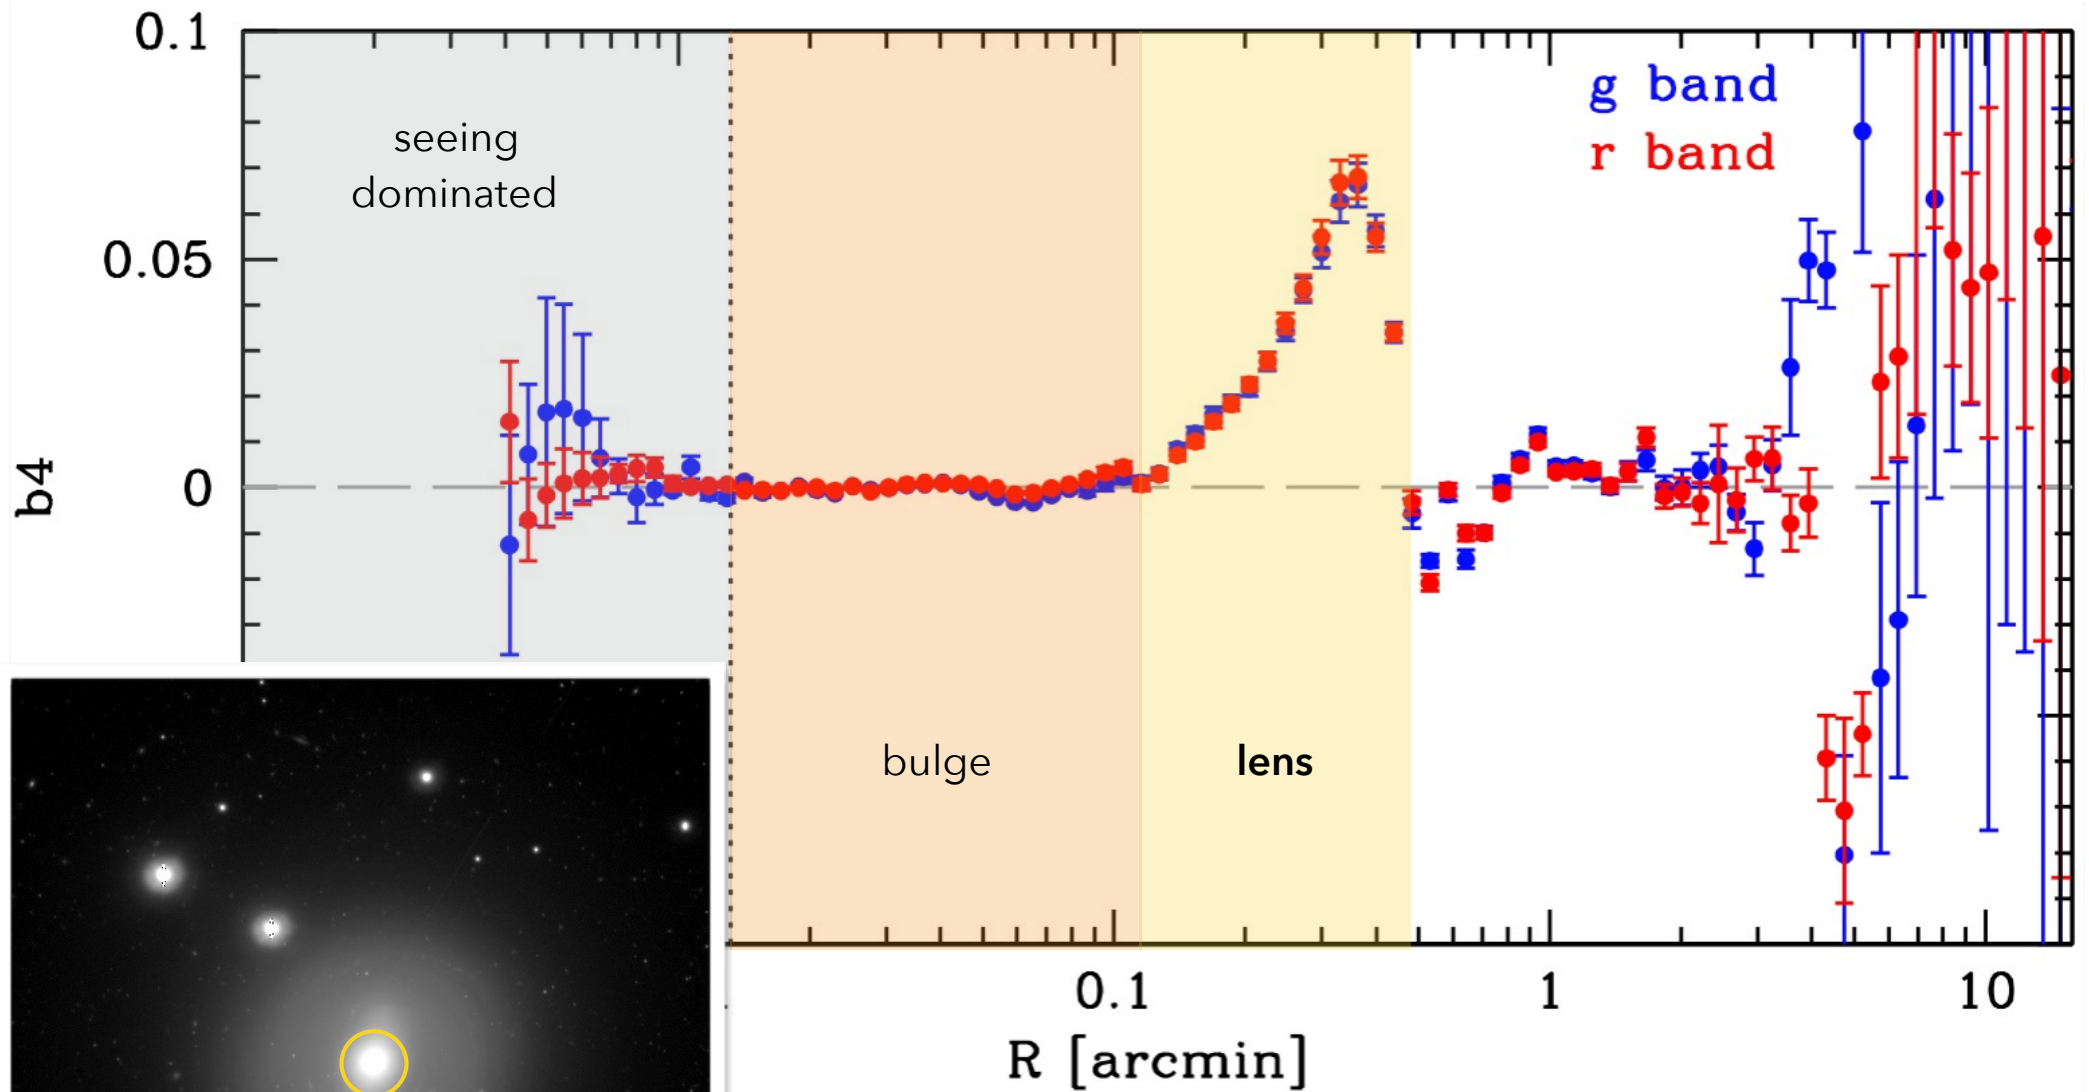 0.1
seeing
dominated
g band
r band
0.05
0
b4
bulge
lens
0.1
1
10
R [arcmin]